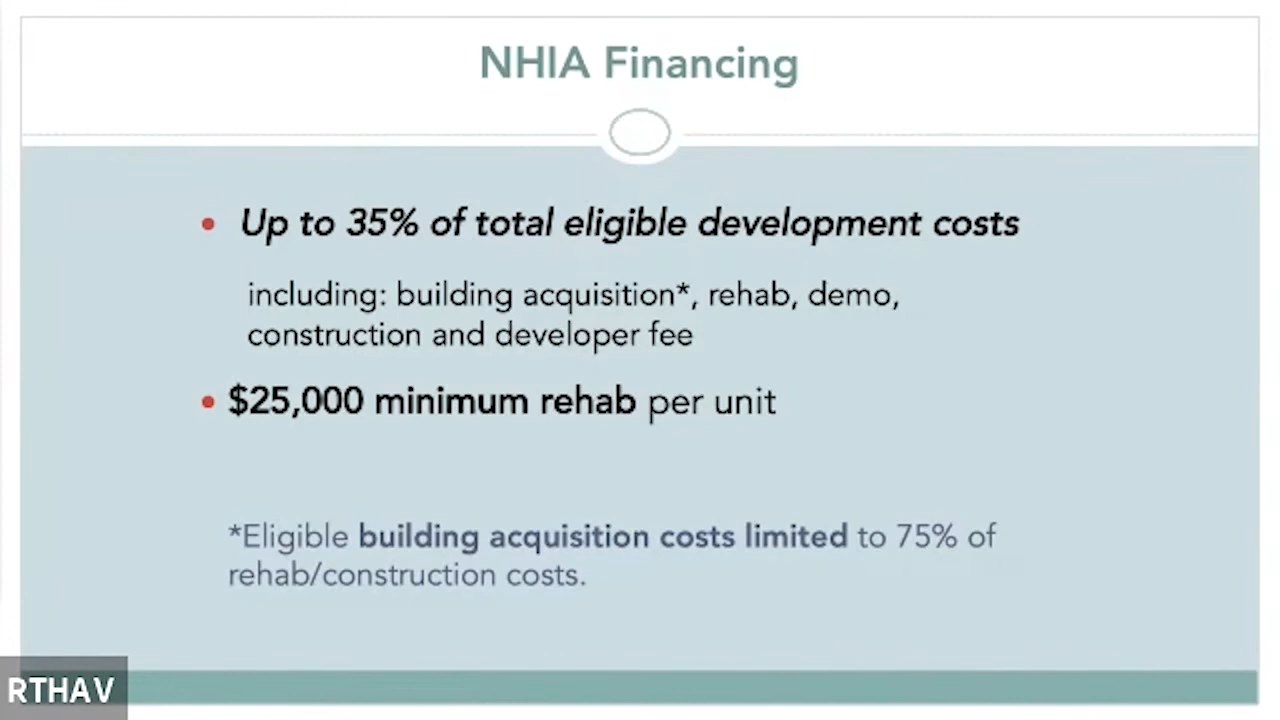 NHIA Financing
• Up to 35% of total eligible development costs
including: building acquisition*, rehab, demo,
construction and developer fee
• $25,000 minimum rehab per unit
*Eligible building acquisition costs limited to 75% of
rehab/construction costs.
RTHAV